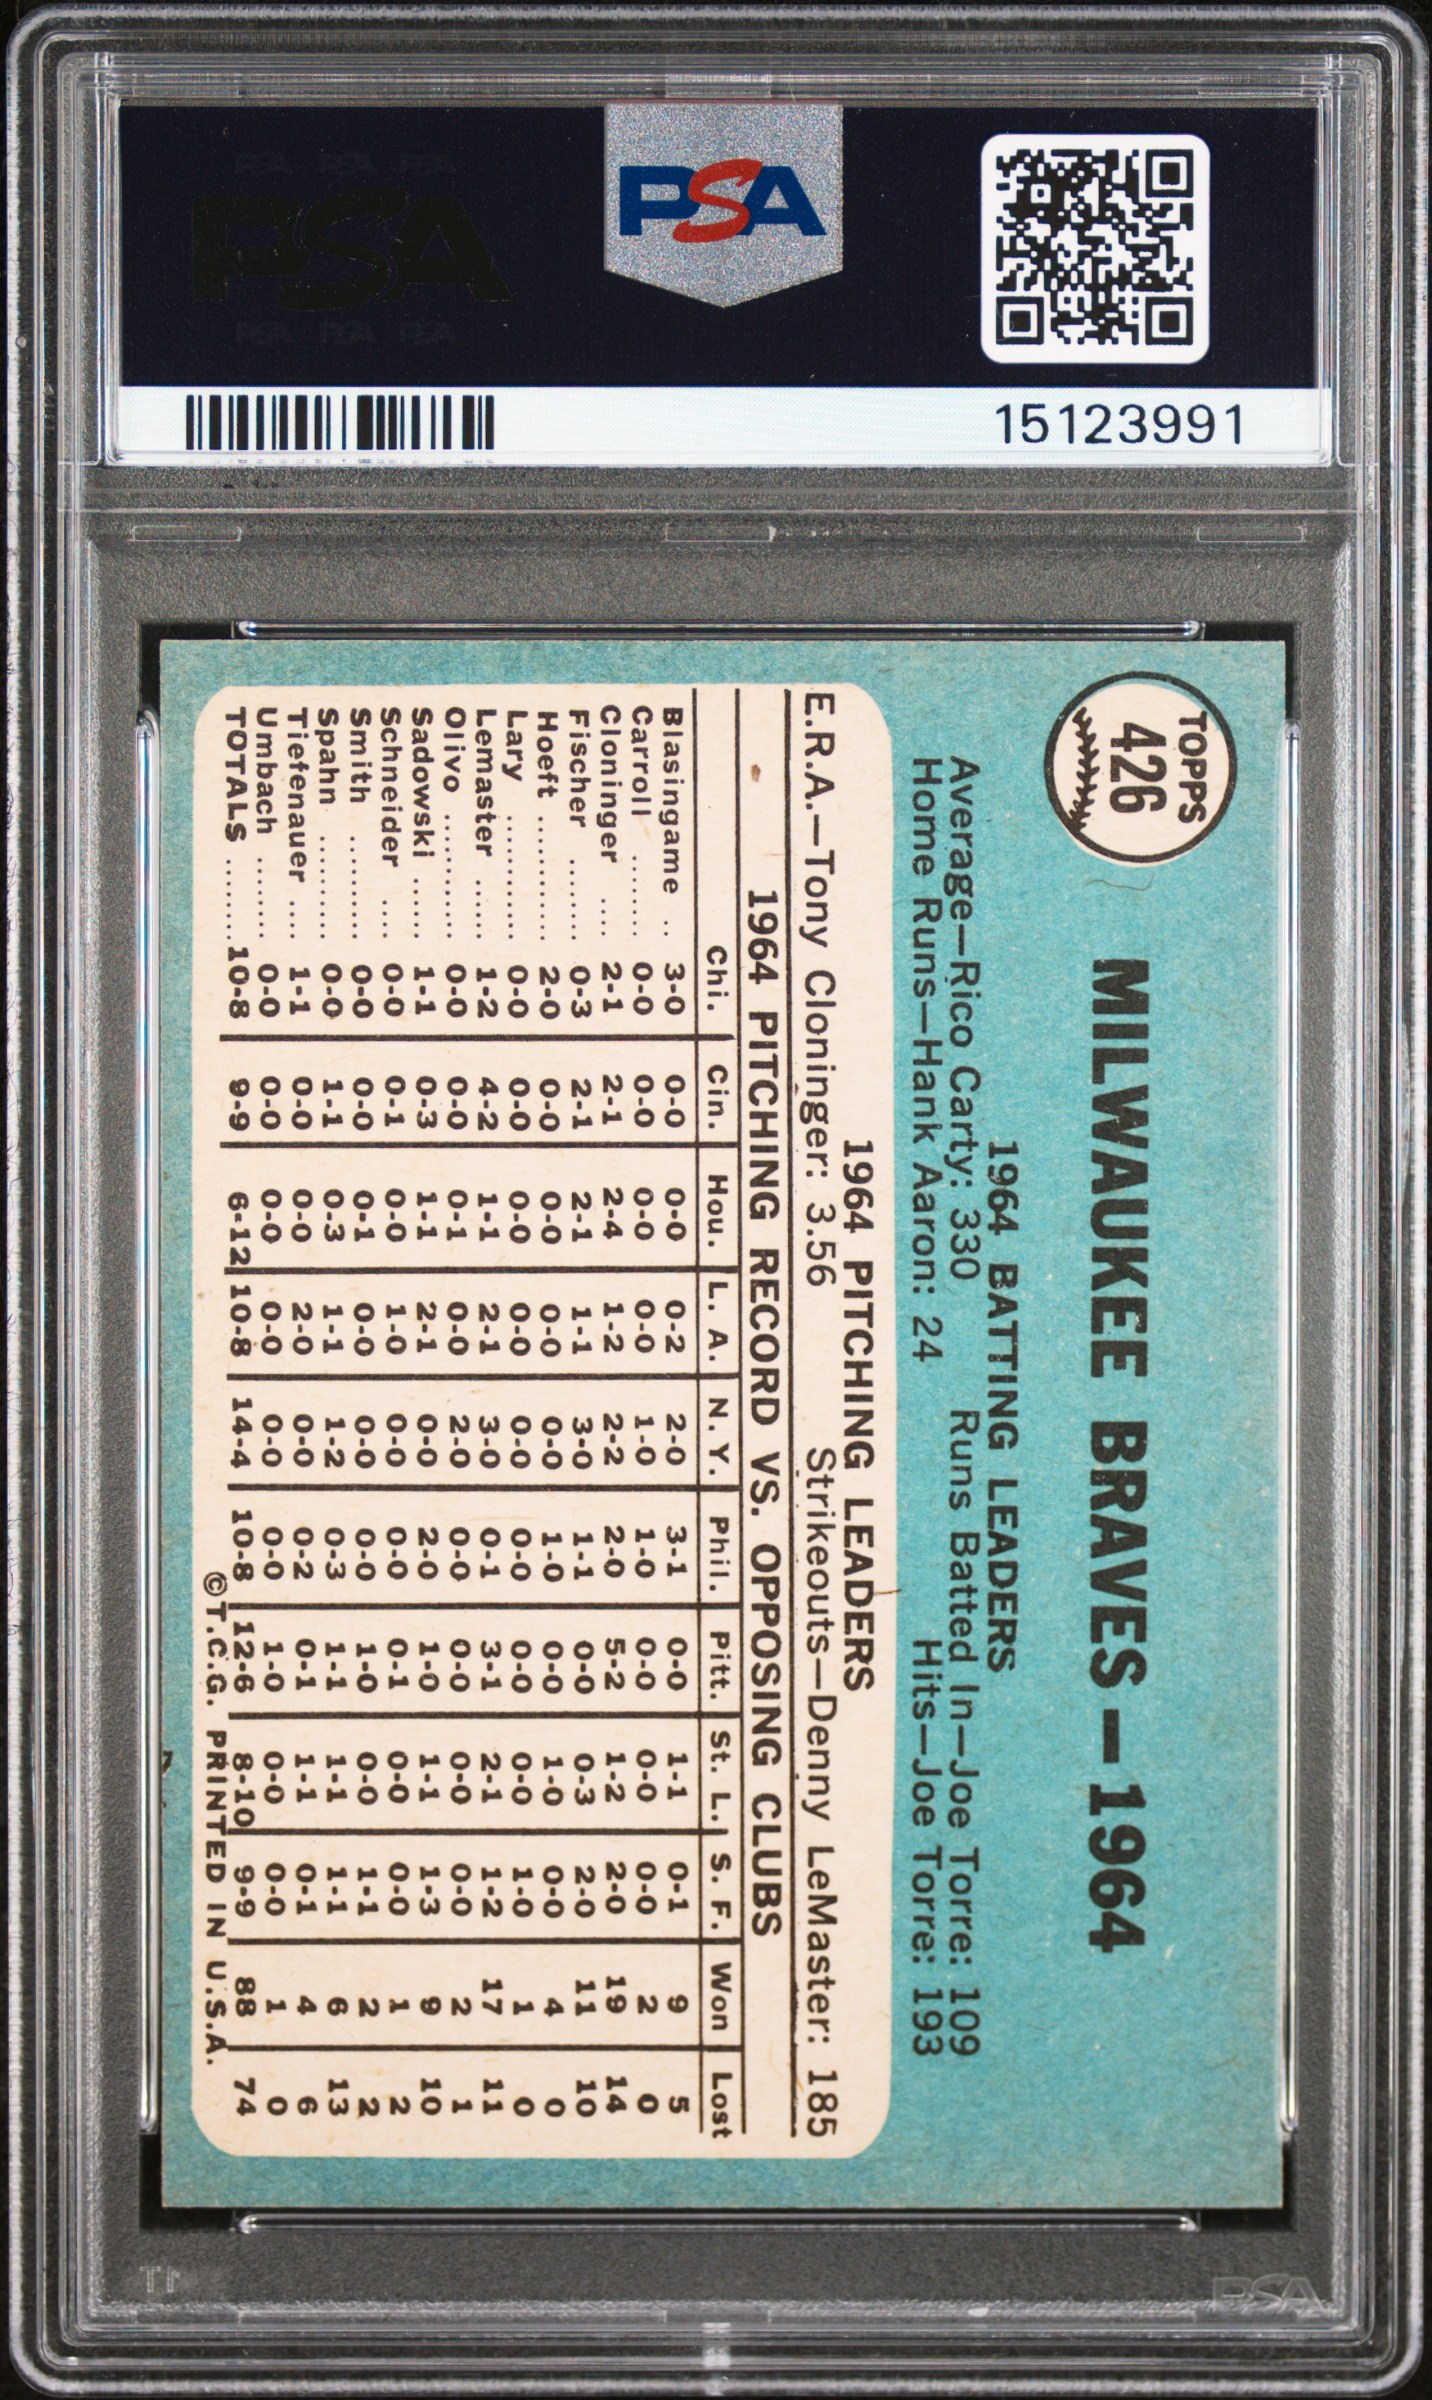 PSA
15123991
TOPPS
426
MILWAUKEE BRAVES—1964
1964 BATTING LEADERS
Average—Rico Carty: 330 Runs Batted In—Joe Torre: 109
Home Runs—Hank Aaron: 24 Hits—Joe Torre: 193
1964 PITCHING LEADERS
E.R.A.—Tony Cloninger: 3.56 Strikeouts—Denny LeMaster: 185
1964 PITCHING RECORD VS. OPPOSING CLUBS
Chi. Cin. Hou. L. A. N. Y. Phil. Pitt. St. L. S. F. Won Lost
Blasingame .. 3-0 0-0 0-0 0-2 2-0 3-1 0-0 1-1 0-1 9 5
Carroll ........ 0-0 0-0 0-0 0-0 1-0 1-0 0-0 0-0 0-0 2 0
Cloninger .... 2-1 2-1 2-4 1-2 2-2 2-0 5-2 1-2 2-0 19 14
Fischer ........ 0-3 2-1 2-1 1-1 3-0 1-1 0-0 0-3 2-0 11 10
Hoeft ............ 2-0 0-0 0-0 0-0 0-0 1-0 0-0 1-0 0-0 4 0
Lary ............ 0-0 0-0 0-0 0-0 0-0 0-0 0-0 0-0 1-0 1 0
Lemaster ...... 1-2 4-2 1-1 2-1 3-0 0-1 3-1 2-1 1-2 17 11
Olivo ............ 0-0 0-0 0-1 0-0 2-0 0-0 0-0 0-0 0-0 2 1
Sadowski ...... 1-1 0-3 1-1 2-1 0-0 2-0 1-0 1-1 1-3 9 10
Schneider .... 0-0 0-1 0-0 1-0 0-0 0-0 0-1 0-0 0-0 1 2
Smith .......... 0-0 0-0 0-1 0-0 0-0 0-0 1-0 0-0 1-1 2 2
Spahn .......... 0-0 1-1 0-3 1-1 1-2 0-3 1-1 1-1 1-1 6 13
Tiefenauer .... 1-1 0-0 0-0 2-0 0-0 0-2 0-1 1-1 0-1 4 6
Umbach ........ 0-0 0-0 0-0 0-0 0-0 0-0 1-0 0-0 0-0 1 0
TOTALS ........ 10-8 9-9 6-12 10-8 14-4 10-8 12-6 8-10 9-9 88 74
©T.C.G. PRINTED IN U.S.A.
PSA